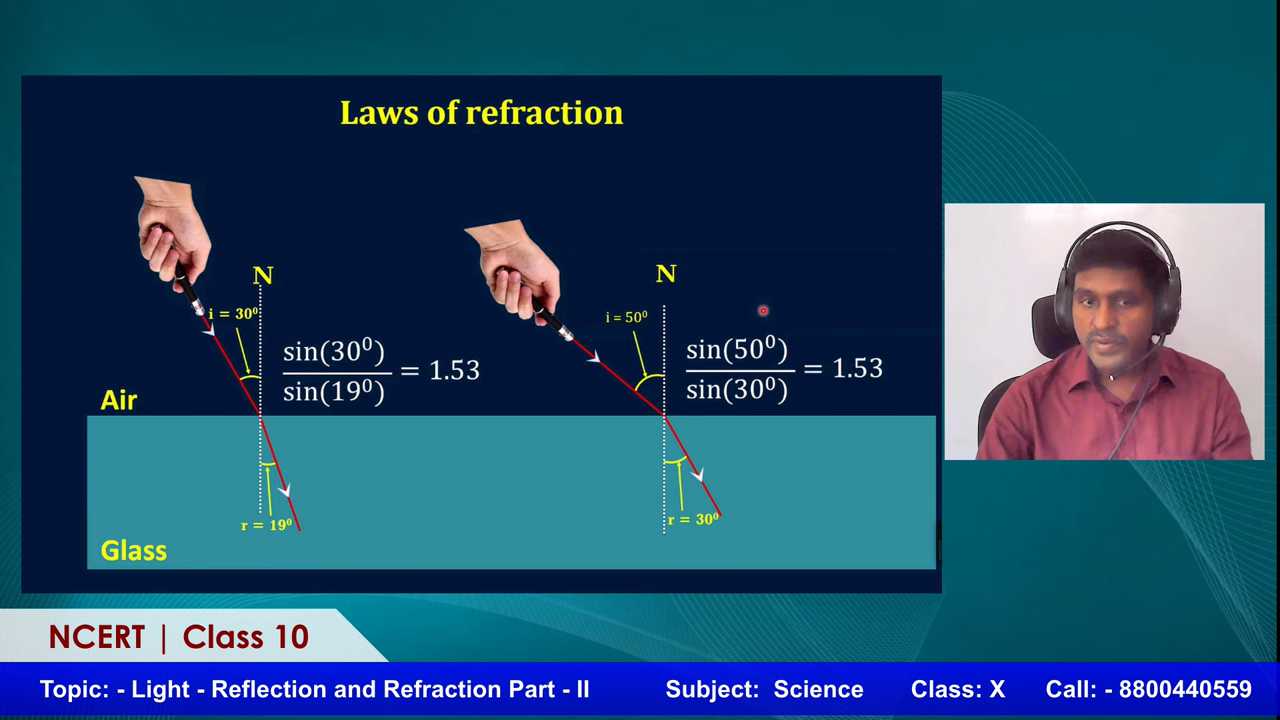 Laws of refraction
N
i = 30⁰
sin(30⁰)
sin(19⁰)
= 1.53
N
i = 50⁰
sin(50⁰)
sin(30⁰)
= 1.53
Air
r = 19⁰
r = 30⁰
Glass
NCERT | Class 10
Topic: - Light - Reflection and Refraction Part - II Subject: Science Class: X Call: - 8800440559